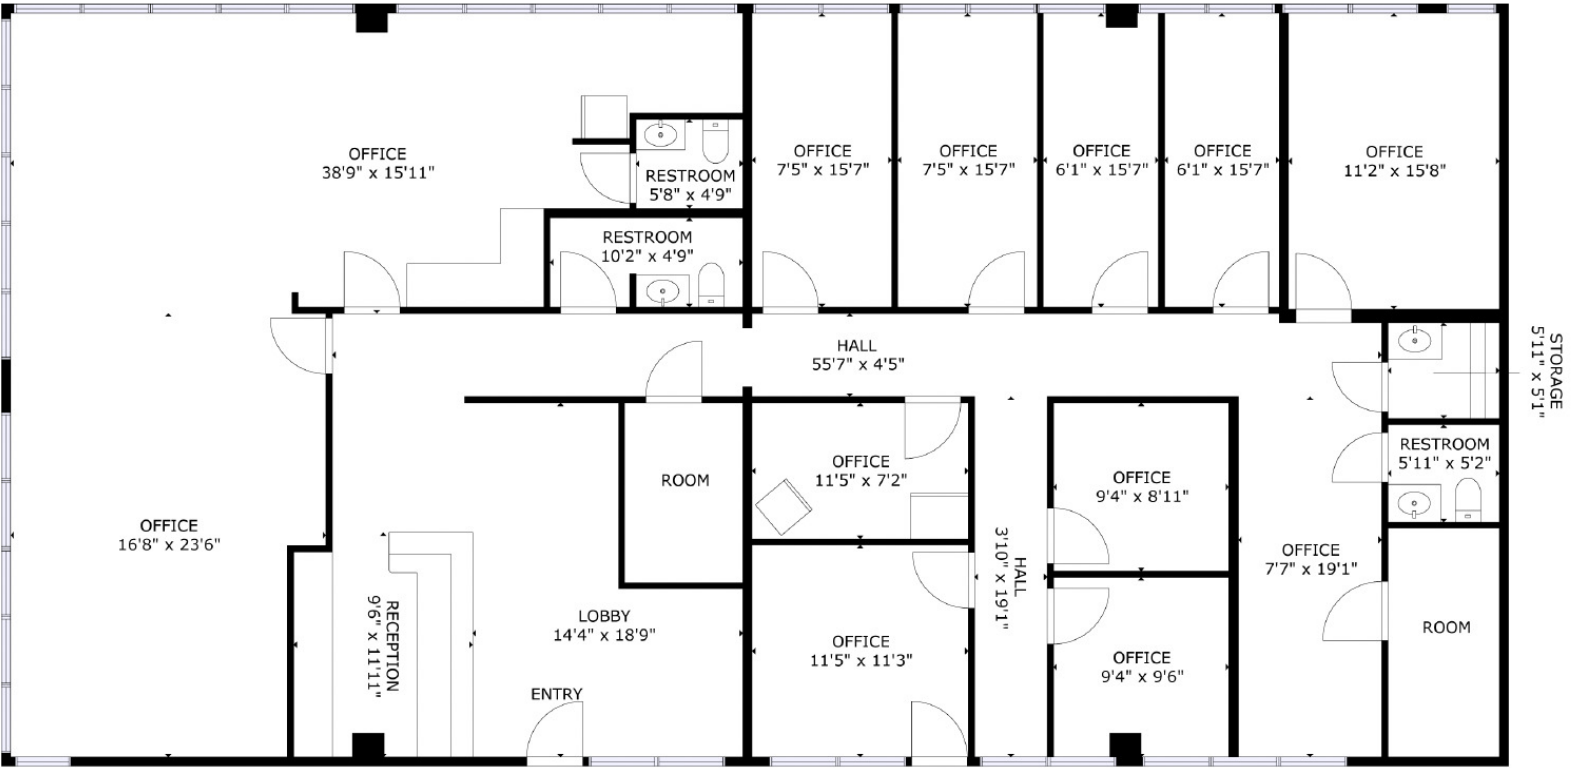 OFFICE
38'9" x 15'11"
RESTROOM
5'8" x 4'9"
RESTROOM
10'2" x 4'9"
OFFICE
7'5" x 15'7"
OFFICE
7'5" x 15'7"
OFFICE
6'1" x 15'7"
OFFICE
6'1" x 15'7"
OFFICE
11'2" x 15'8"
HALL
55'7" x 4'5"
STORAGE
5'11" x 5'1"
RESTROOM
5'11" x 5'2"
OFFICE
16'8" x 23'6"
ROOM
OFFICE
11'5" x 7'2"
OFFICE
9'4" x 8'11"
HALL
3'10" x 19'1"
OFFICE
7'7" x 19'1"
RECEPTION
9'6" x 11'11"
LOBBY
14'4" x 18'9"
OFFICE
11'5" x 11'3"
OFFICE
9'4" x 9'6"
ROOM
ENTRY